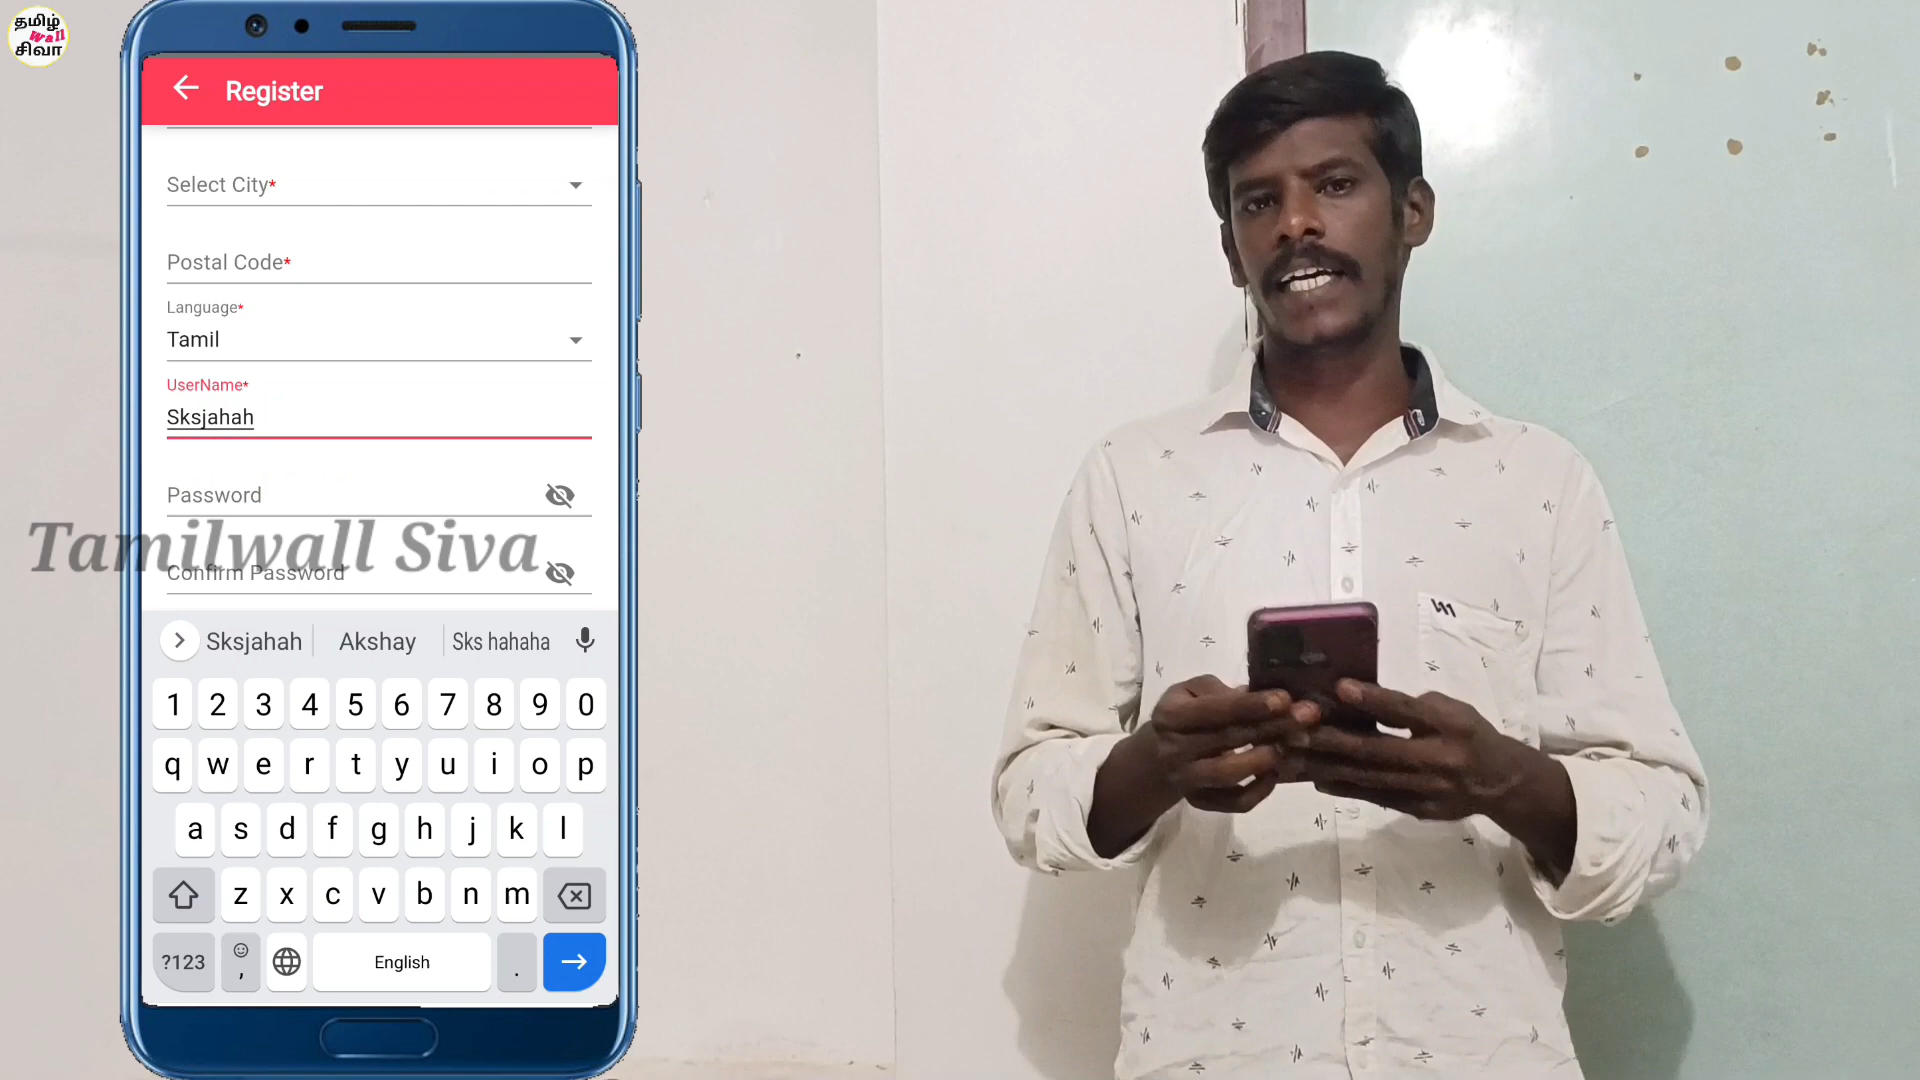 தமிழ்
wall
சிவா
Register
Select City*
Postal Code*
Language*
Tamil
UserName*
Sksjahah
Password
Tamilwall Siva
Confirm Password
Sksjahah Akshay Sks hahaha
1 2 3 4 5 6 7 8 9 0
q w e r t y u i o p
a s d f g h j k l
z x c v b n m
?123 , English .